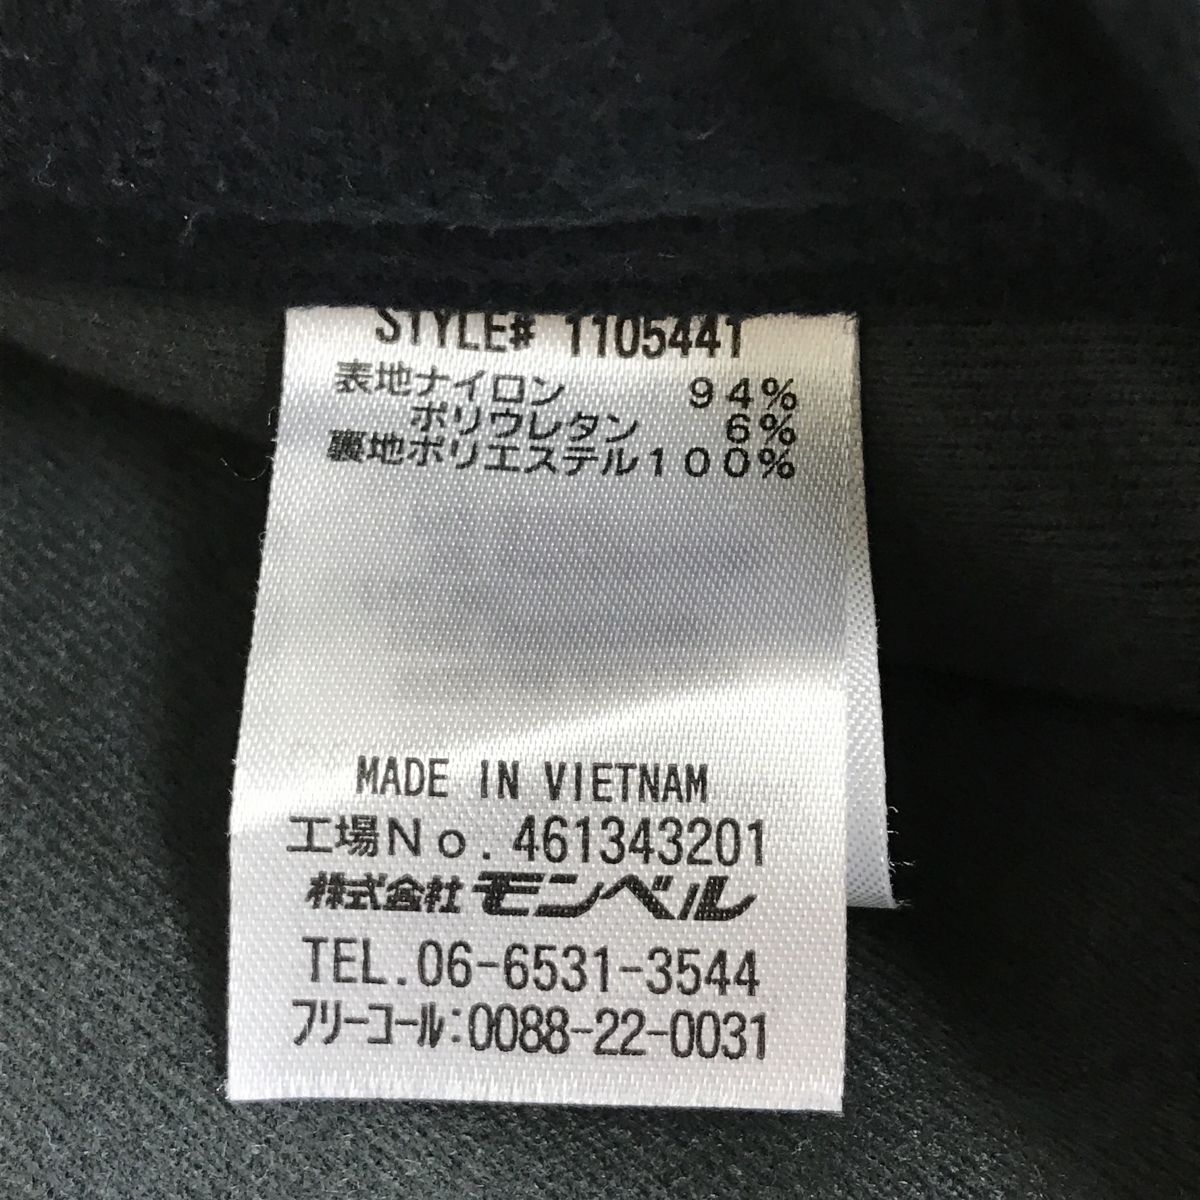 STYLE# 1105441
表地ナイロン ９４％
ポリウレタン ６％
裏地ポリエステル１００％
MADE IN VIETNAM
工場Ｎｏ．461343201
株式会社モンベル
TEL.06-6531-3544
フリーコール:0088-22-0031